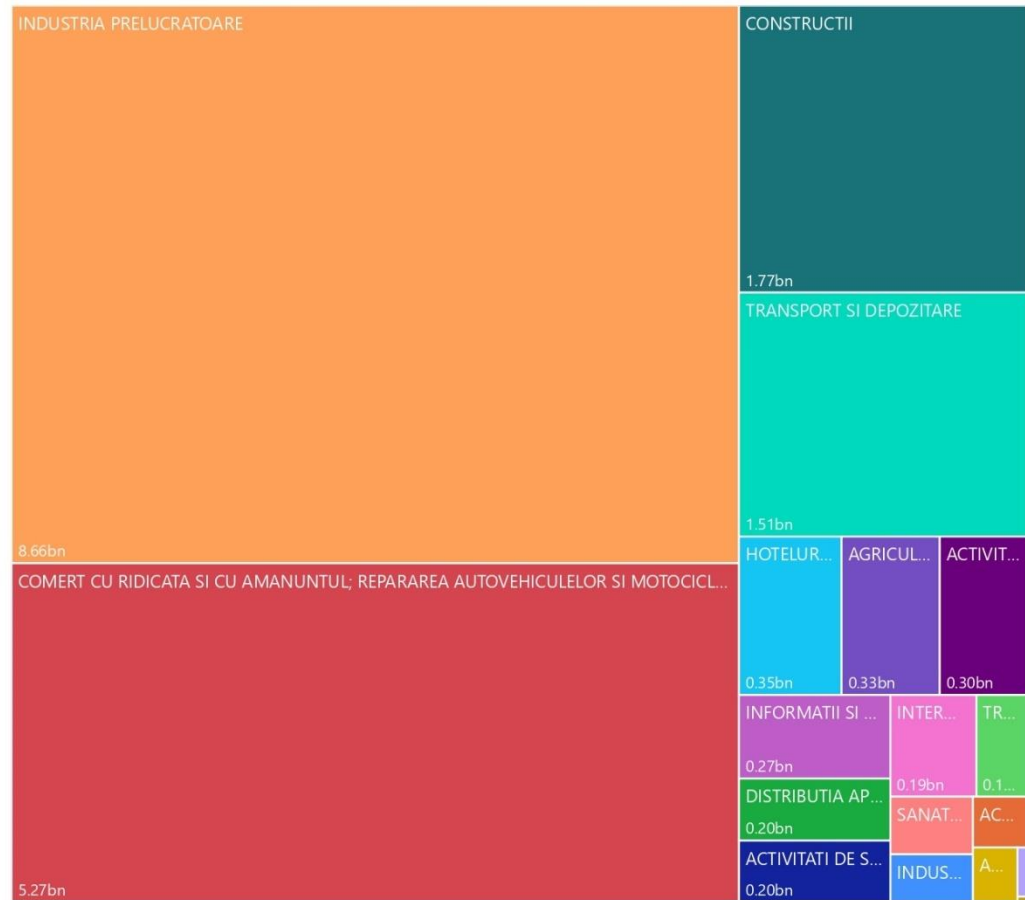 INDUSTRIA PRELUCRATOARE
8.66bn
COMERT CU RIDICATA SI CU AMANUNTUL; REPARAREA AUTOVEHICULELOR SI MOTOCICL...
5.27bn
CONSTRUCTII
1.77bn
TRANSPORT SI DEPOZITARE
1.51bn
HOTELUR...
0.35bn
AGRICUL...
0.33bn
ACTIVIT...
0.30bn
INFORMATII SI ...
0.27bn
DISTRIBUTIA AP...
0.20bn
ACTIVITATI DE S...
0.20bn
INTER...
0.19bn
TR...
0.1...
SANAT...
AC...
INDUS...
A...